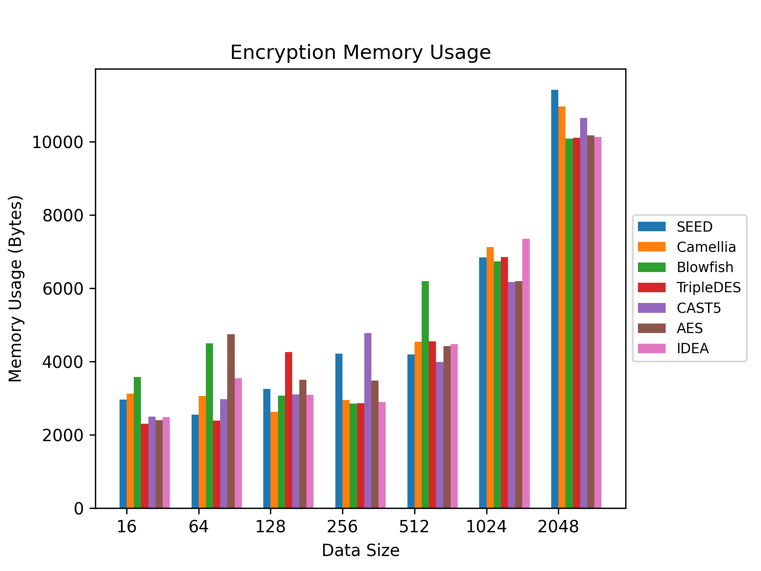 Encryption Memory Usage
Memory Usage (Bytes)
10000
8000
6000
4000
2000
0
16 64 128 256 512 1024 2048
Data Size
SEED
Camellia
Blowfish
TripleDES
CAST5
AES
IDEA